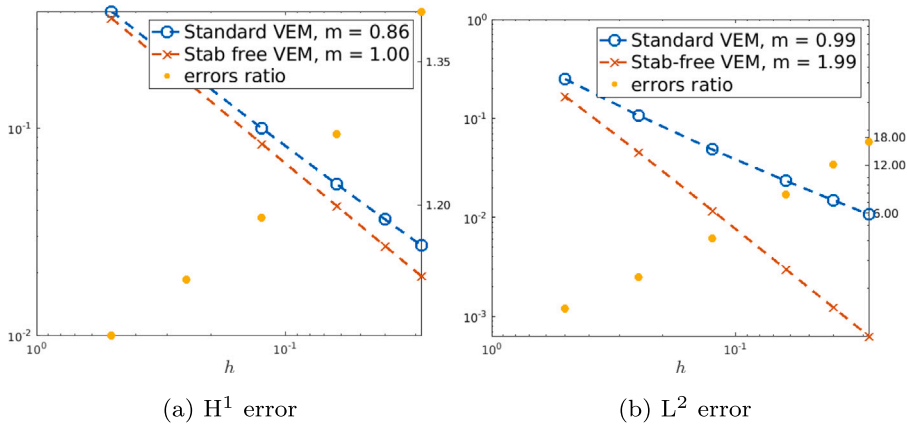 Standard VEM, m = 0.86
Stab free VEM, m = 1.00
errors ratio
1.35
1.20
10^-1
10^-2
10^0
10^-1
h
(a) H^1 error
10^0
Standard VEM, m = 0.99
Stab-free VEM, m = 1.99
errors ratio
10^-1
18.00
12.00
6.00
10^-2
10^-3
10^0
10^-1
h
(b) L^2 error